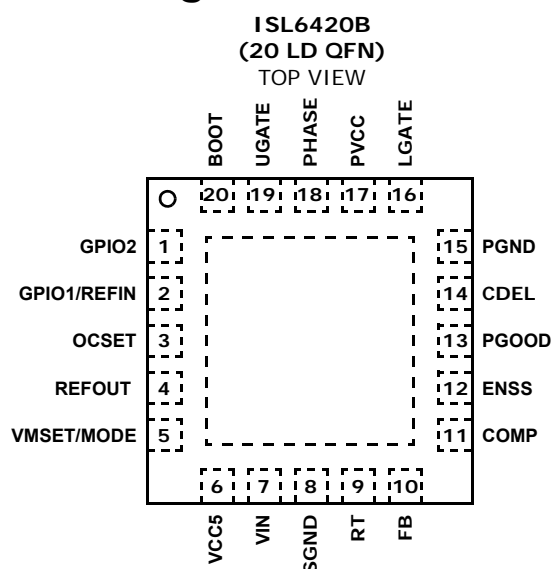 ISL6420B
(20 LD QFN)
TOP VIEW
BOOT
UGATE
PHASE
PVCC
LGATE
20 19 18 17 16
GPIO2 1
GPIO1/REFIN 2
OCSET 3
REFOUT 4
VMSET/MODE 5
15 PGND
14 CDEL
13 PGOOD
12 ENSS
11 COMP
6 7 8 9 10
VCC5
VIN
SGND
RT
FB